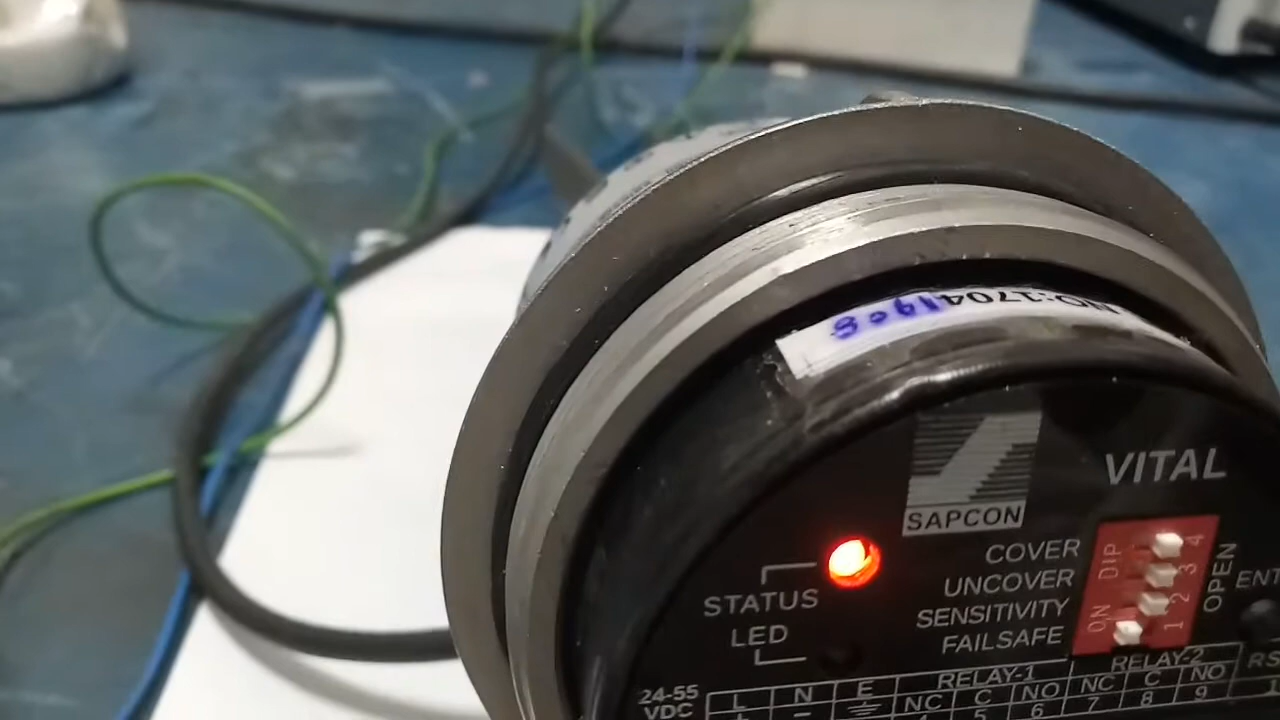 NO:1704
SAPCON
VITAL
COVER
UNCOVER
SENSITIVITY
FAILSAFE
ON DIP
1 2 3 4
OPEN
STATUS
LED
24-55
VDC
L N E RELAY-1 RELAY-2
NC C NO NC C NO
5 6 7 8 9